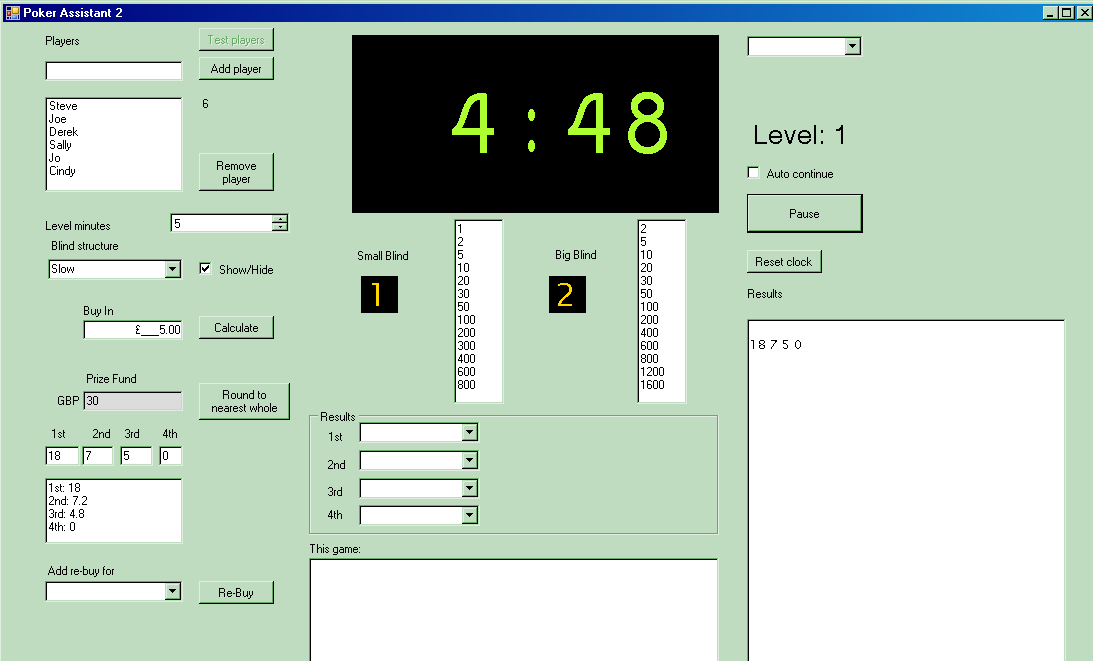 Poker Assistant 2
Players
Test players
Add player
Steve
Joe
Derek
Sally
Jo
Cindy
6
Remove
player
Level minutes
5
Blind structure
Slow
Show/Hide
Buy In
£___5.00
Calculate
Prize Fund
GBP 30
Round to
nearest whole
1st 2nd 3rd 4th
18 7 5 0
1st: 18
2nd: 7.2
3rd: 4.8
4th: 0
Add re-buy for
Re-Buy
4:48
Small Blind
1
1
2
5
10
20
30
50
100
200
300
400
600
800
Big Blind
2
2
5
10
20
30
50
100
200
400
600
800
1200
1600
Results
1st
2nd
3rd
4th
This game:
Level: 1
Auto continue
Pause
Reset clock
Results
18 7 5 0